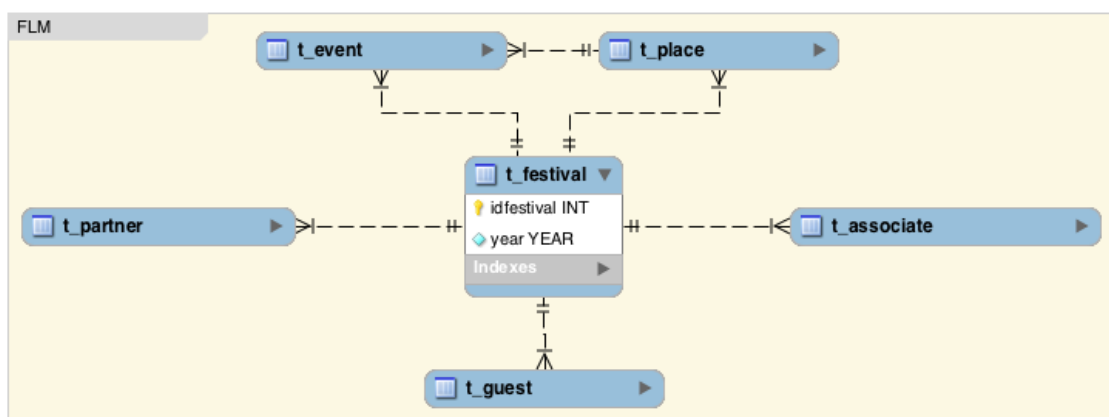 FLM
t_event
t_place
t_festival
idfestival INT
year YEAR
Indexes
t_partner
t_associate
t_guest